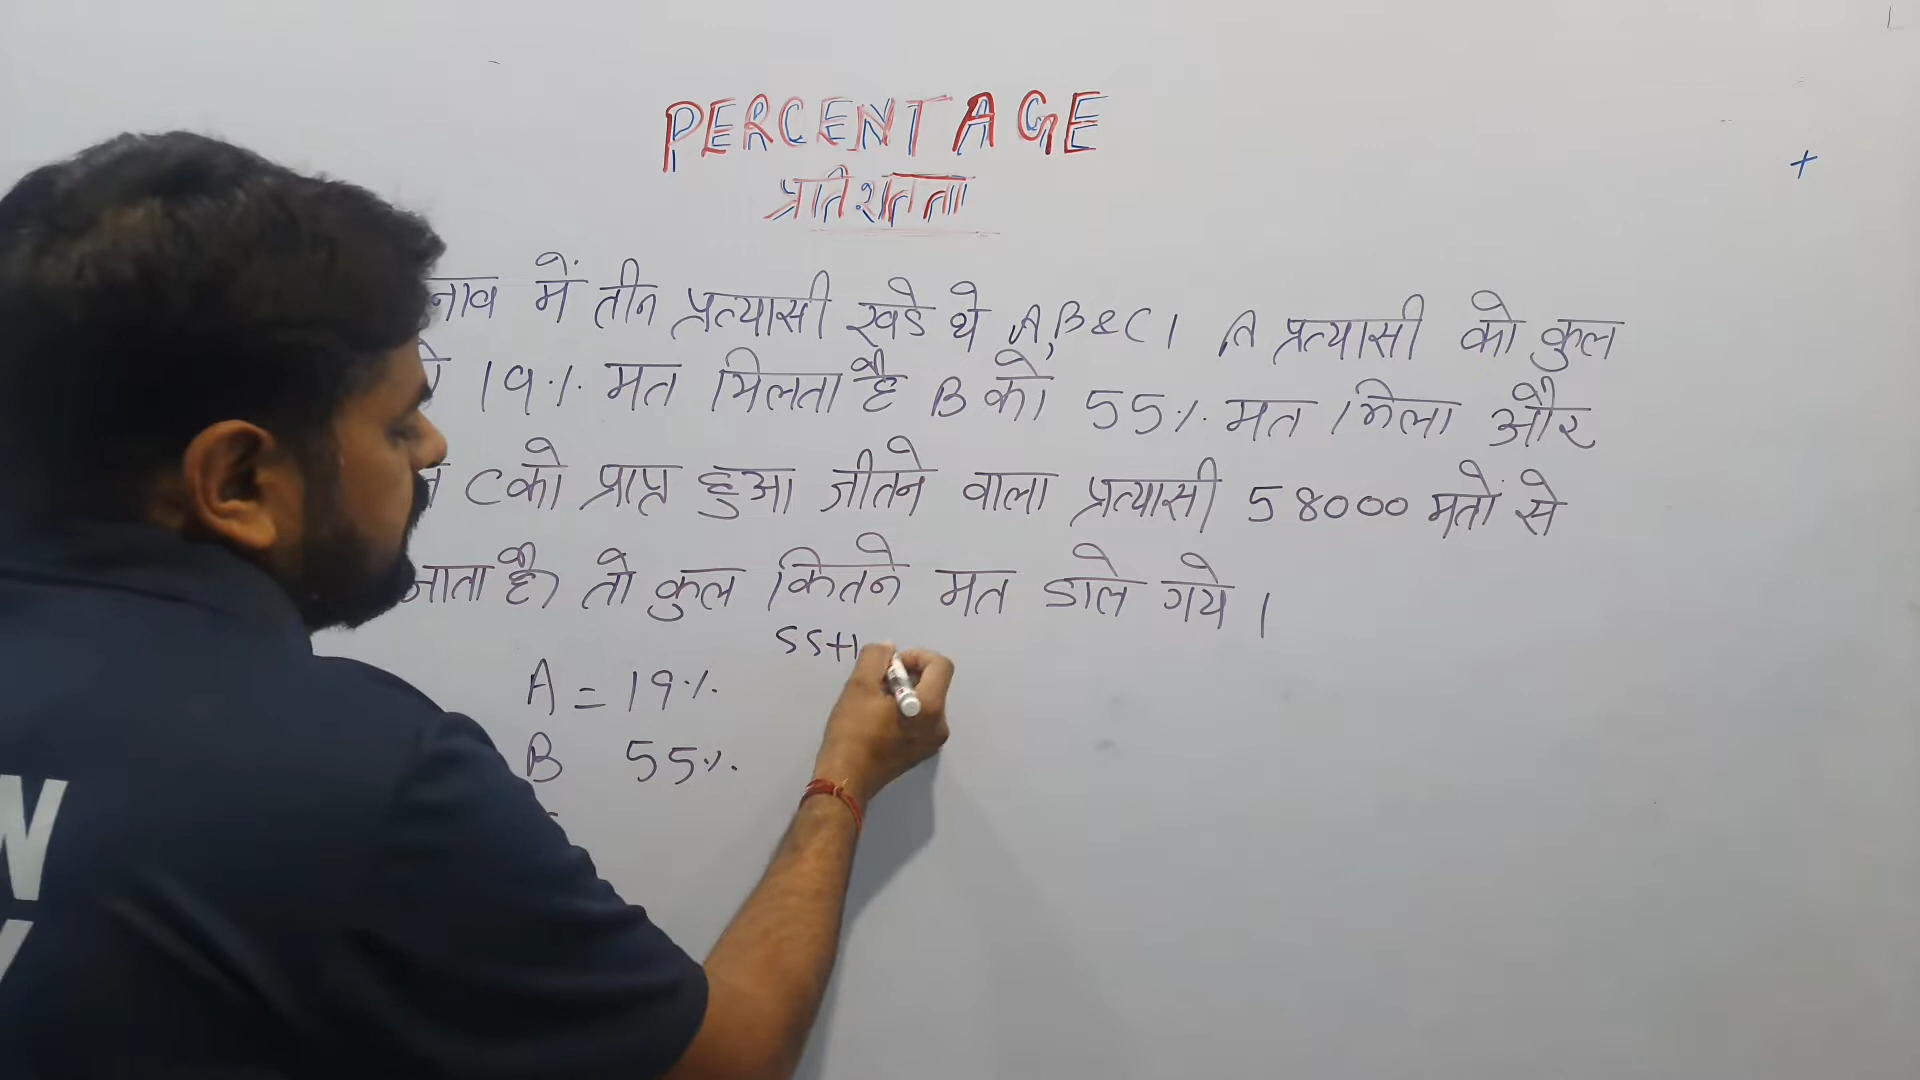 PERCENTAGE
प्रतिशतता
में तीन प्रत्यासी खडे थे A, B & C । A प्रत्यासी को कुल
19% मत मिलता है B को 55% मत मिला और
C को प्राप्त हुआ जीतने वाला प्रत्यासी 58000 मतों से
जाता है तो कुल कितने मत डाले गये ।
55+1
A = 19%
B 55%